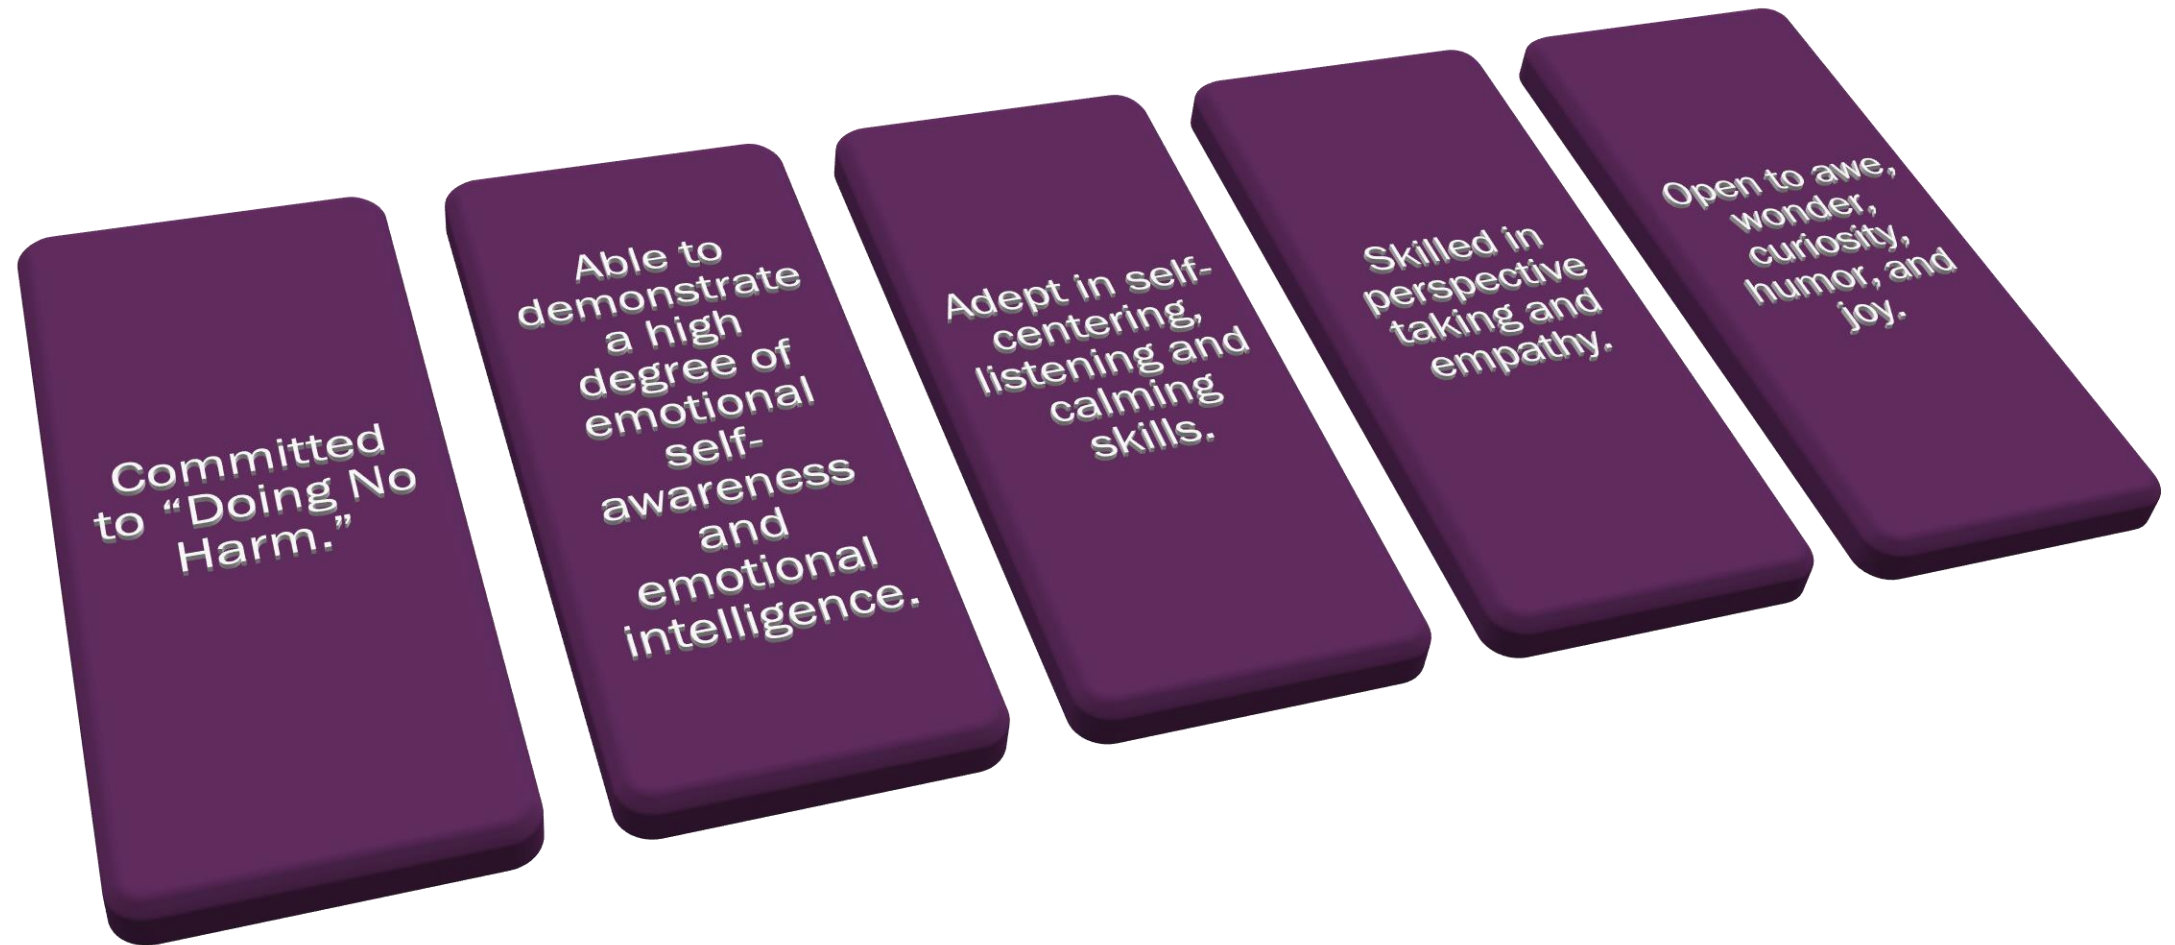 Committed
to “Doing No
Harm.”
Able to
demonstrate
a high
degree of
emotional
self-
awareness
and
emotional
intelligence.
Adept in self-
centering,
listening and
calming
skills.
Skilled in
perspective
taking and
empathy.
Open to awe,
wonder,
curiosity,
humor, and
joy.